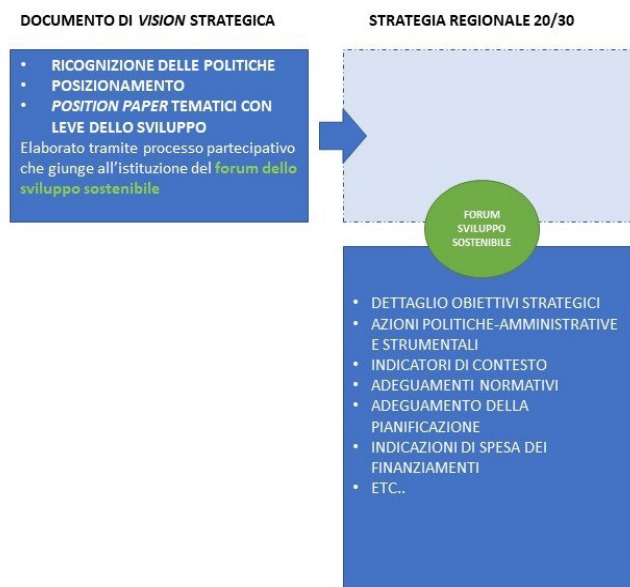 DOCUMENTO DI VISION STRATEGICA
• RICOGNIZIONE DELLE POLITICHE
• POSIZIONAMENTO
• POSITION PAPER TEMATICI CON
LEVE DELLO SVILUPPO
Elaborato tramite processo partecipativo
che giunge all'istituzione del forum dello
sviluppo sostenibile
STRATEGIA REGIONALE 20/30
FORUM
SVILUPPO
SOSTENIBILE
• DETTAGLIO OBIETTIVI STRATEGICI
• AZIONI POLITICHE-AMMINISTRATIVE
E STRUMENTALI
• INDICATORI DI CONTESTO
• ADEGUAMENTI NORMATIVI
• ADEGUAMENTO DELLA
PIANIFICAZIONE
• INDICAZIONI DI SPESA DEI
FINANZIAMENTI
• ETC..